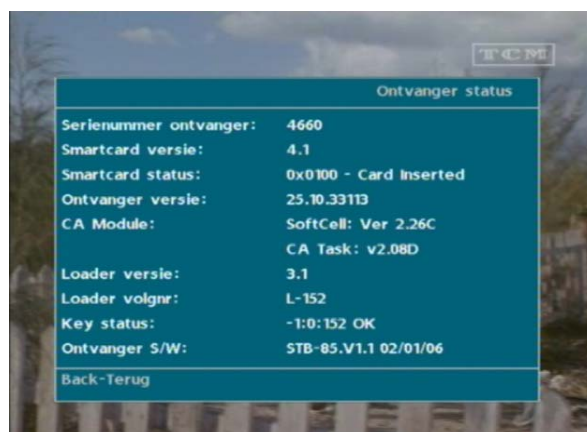 TCM
Ontvanger status
Serienummer ontvanger: 4660
Smartcard versie: 4.1
Smartcard status: 0x0100 - Card Inserted
Ontvanger versie: 25.10.33113
CA Module: SoftCell: Ver 2.26C
CA Task: v2.08D
Loader versie: 3.1
Loader volgnr: L-152
Key status: -1:0:152 OK
Ontvanger S/W: STB-85.V1.1 02/01/06
Back-Terug